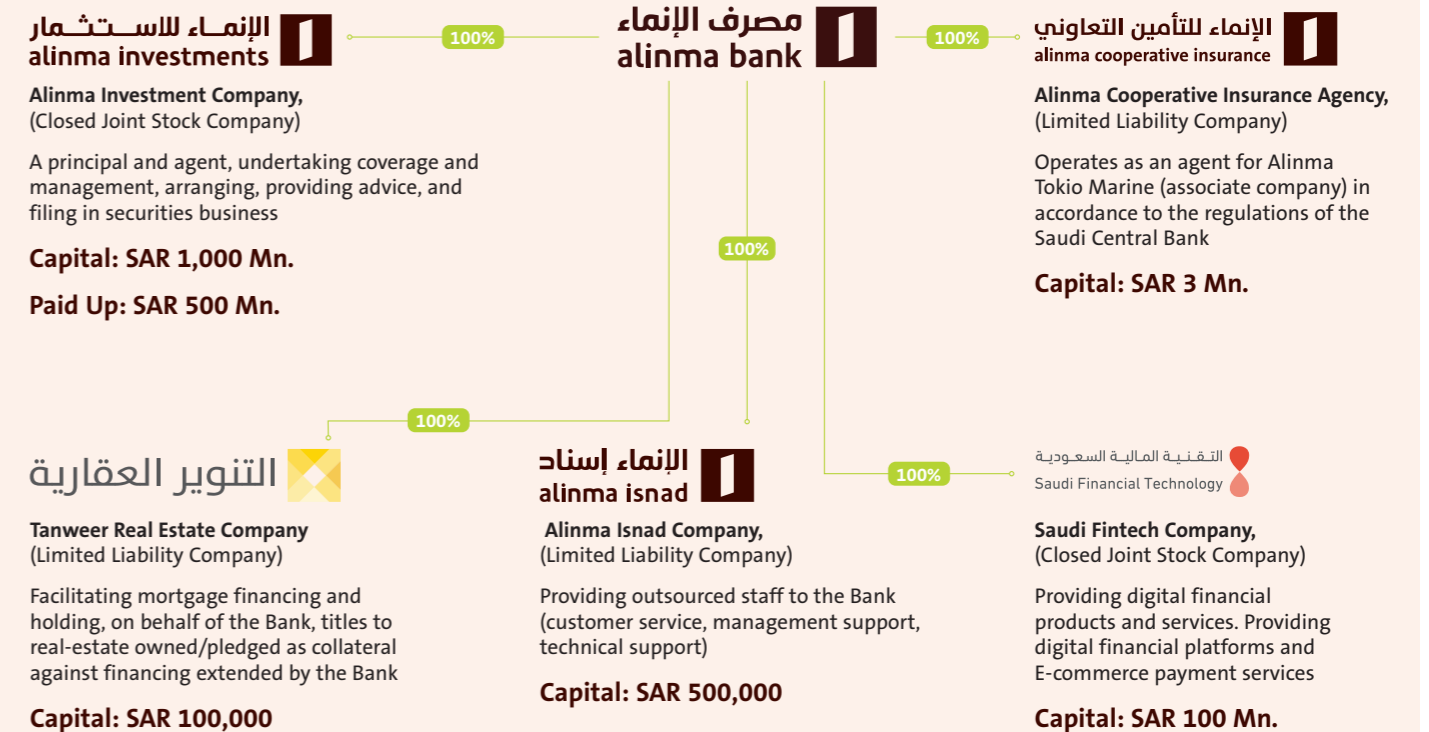 الإنمـاء للاسـتـثـمار
alinma investments
100%
مصرف الإنماء
alinma bank
100%
الإنماء للتأمين التعاوني
alinma cooperative insurance
Alinma Investment Company,
(Closed Joint Stock Company)
A principal and agent, undertaking coverage and
management, arranging, providing advice, and
filing in securities business
Capital: SAR 1,000 Mn.
Paid Up: SAR 500 Mn.
Alinma Cooperative Insurance Agency,
(Limited Liability Company)
Operates as an agent for Alinma
Tokio Marine (associate company) in
accordance to the regulations of the
Saudi Central Bank
Capital: SAR 3 Mn.
100%
100%
100%
التنوير العقارية
Tanweer Real Estate Company
(Limited Liability Company)
Facilitating mortgage financing and
holding, on behalf of the Bank, titles to
real-estate owned/pledged as collateral
against financing extended by the Bank
Capital: SAR 100,000
الإنماء إسناد
alinma isnad
Alinma Isnad Company,
(Limited Liability Company)
Providing outsourced staff to the Bank
(customer service, management support,
technical support)
Capital: SAR 500,000
التـقـنـيـة المـاليـة السـعـوديـة
Saudi Financial Technology
Saudi Fintech Company,
(Closed Joint Stock Company)
Providing digital financial
products and services. Providing
digital financial platforms and
E-commerce payment services
Capital: SAR 100 Mn.